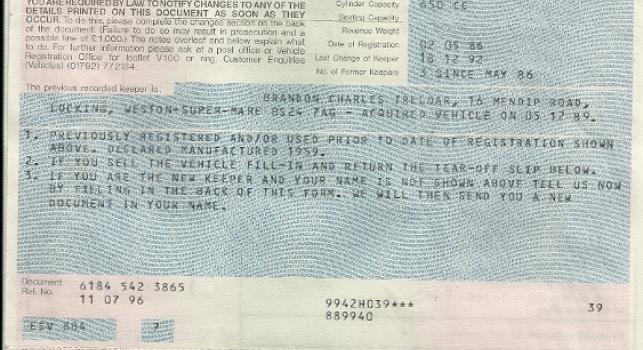 YOU ARE REQUIRED BY LAW TO NOTIFY CHANGES TO ANY OF THE
DETAILS PRINTED ON THIS DOCUMENT AS SOON AS THEY
OCCUR. To do this, please complete the changes section on the back
of the document. (Failure to do so may result in prosecution and a
possible fine of £1,000.) The notes overleaf and below explain what
to do. For further information please ask at a post office or Vehicle
Registration Office for leaflet V100 or ring, Customer Enquiries
(Vehicles) (01792) 772134.
Cylinder Capacity 650 CC
Seating Capacity
Revenue Weight
Date of Registration 02 05 86
Last Change of Keeper 18 12 92
No. of Former Keepers 3 SINCE MAY 86
The previous recorded keeper is:
BRANDON CHARLES TRELOAR, 16 MENDIP ROAD,
LOCKING, WESTON-SUPER-MARE BS24 7AG - ACQUIRED VEHICLE ON 05 12 89.
1. PREVIOUSLY REGISTERED AND/OR USED PRIOR TO DATE OF REGISTRATION SHOWN
ABOVE. DECLARED MANUFACTURED 1959.
2. IF YOU SELL THE VEHICLE FILL-IN AND RETURN THE TEAR-OFF SLIP BELOW.
3. IF YOU ARE THE NEW KEEPER AND YOUR NAME IS NOT SHOWN ABOVE TELL US NOW
BY FILLING IN THE BACK OF THIS FORM. WE WILL THEN SEND YOU A NEW
DOCUMENT IN YOUR NAME.
Document Ref. No. 6184 542 3865
11 07 96
9942H039*** 39
889940
ESV 884 ?